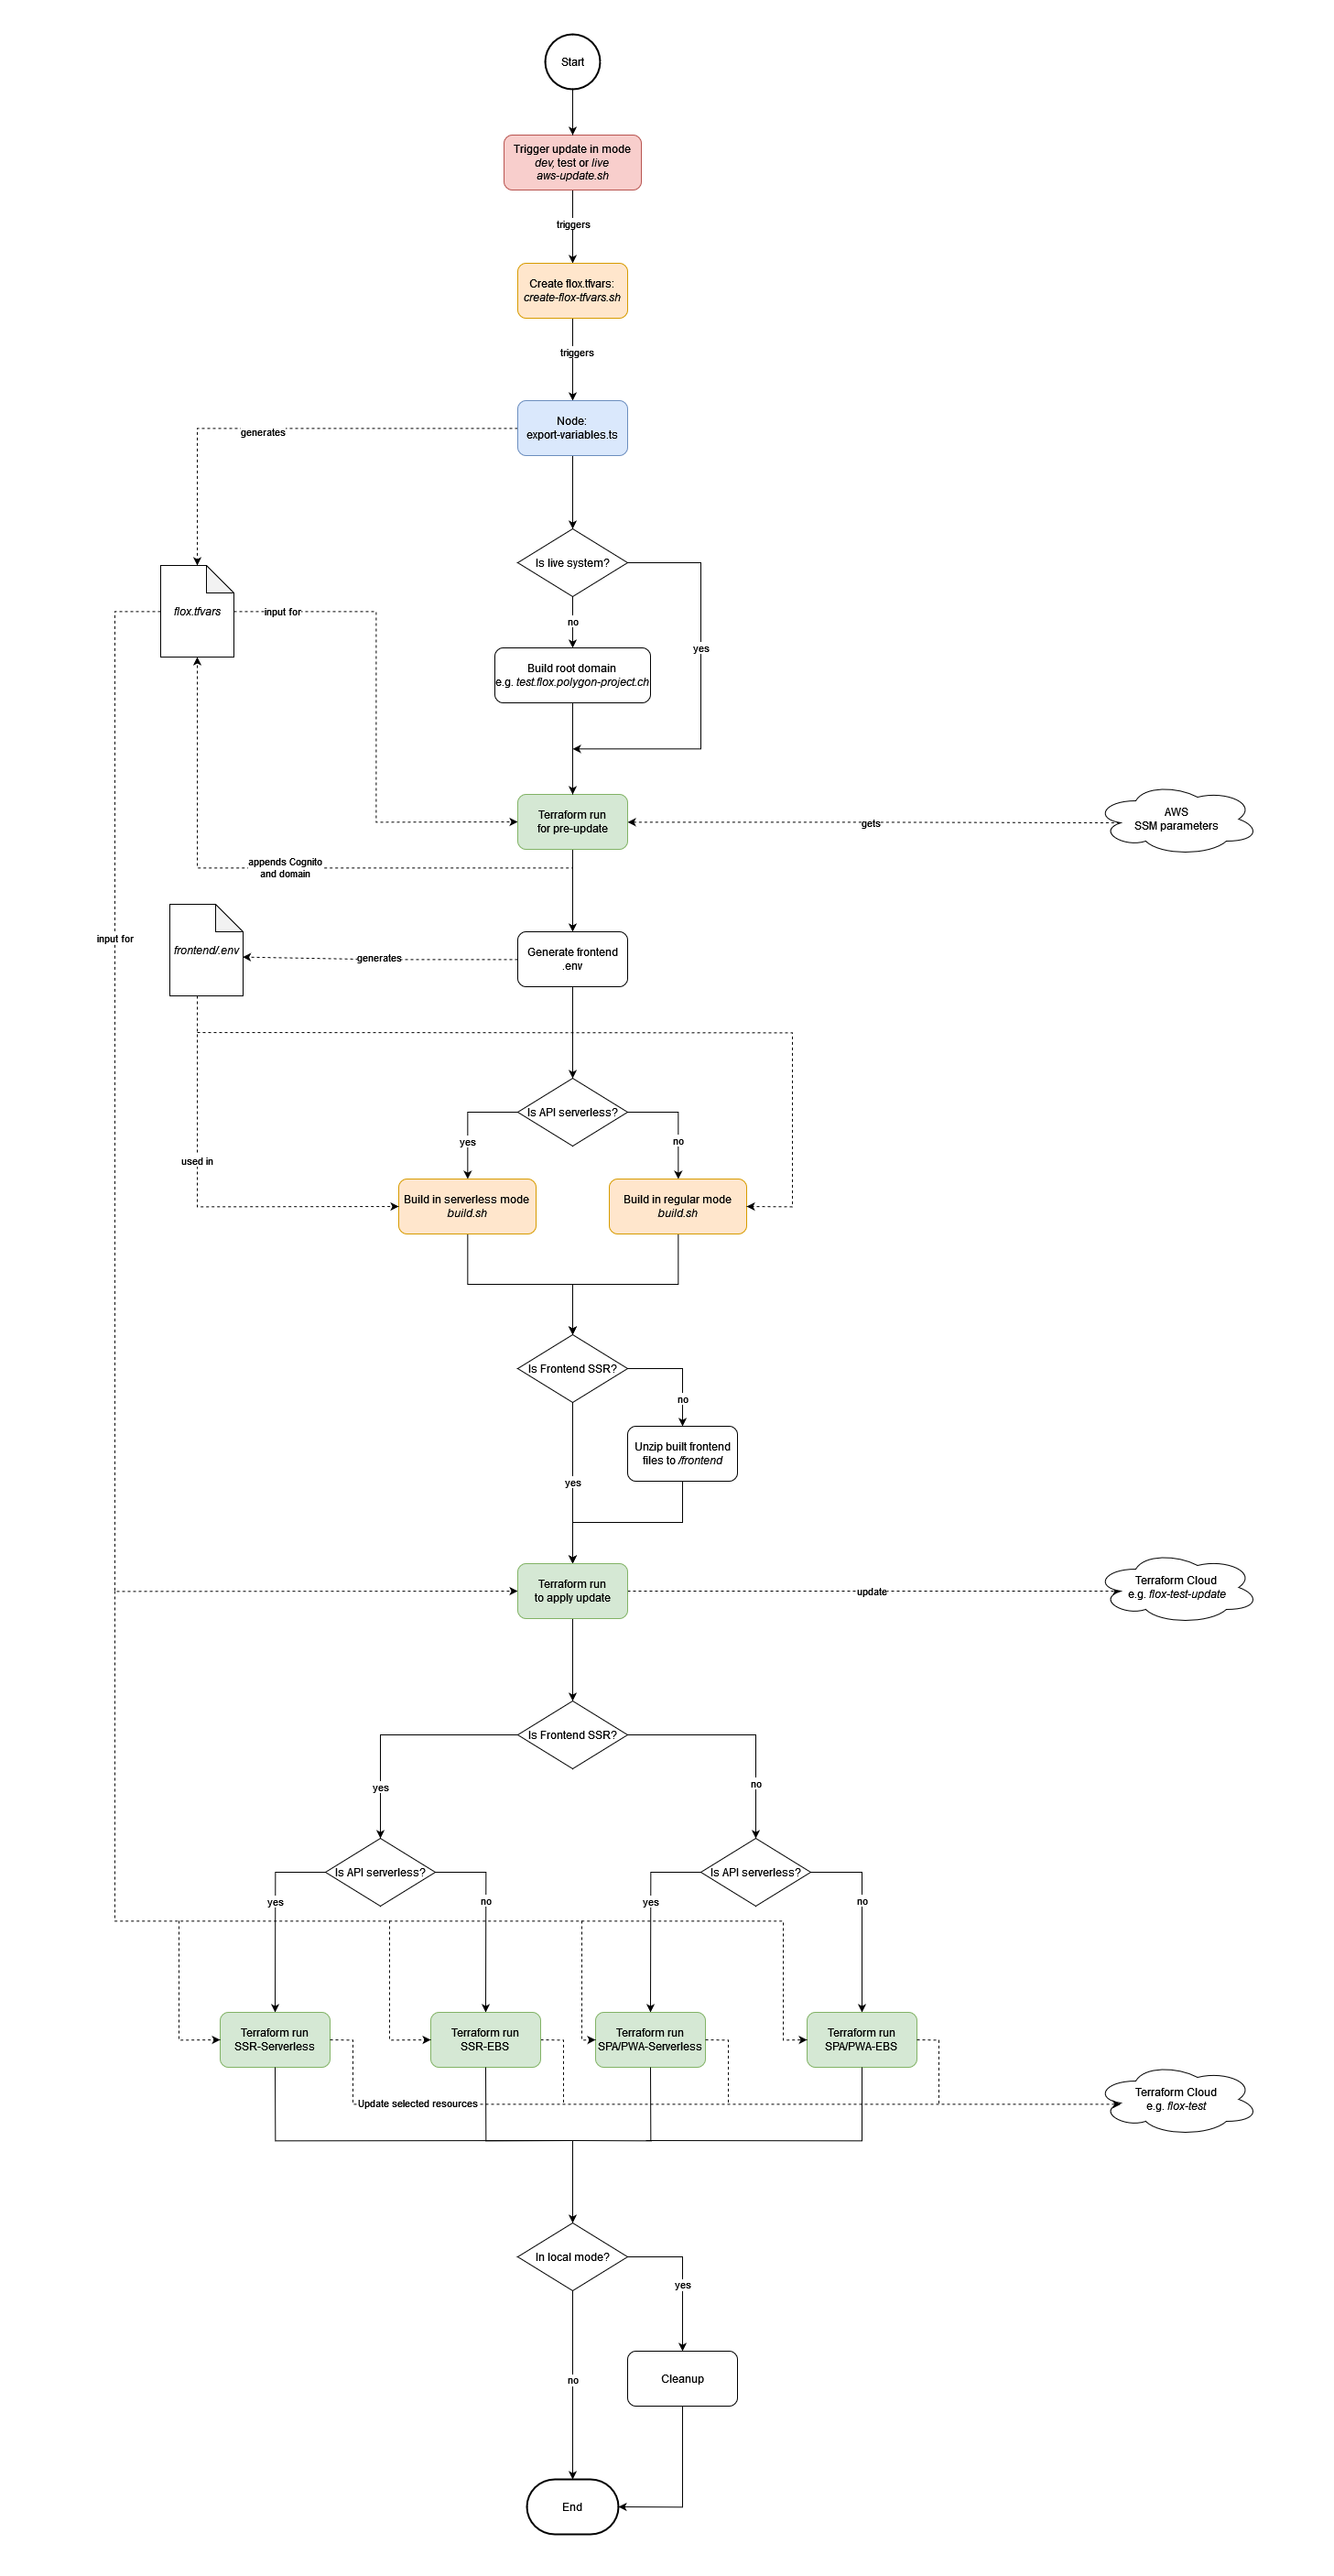 Start
Trigger update in mode
dev, test or live
aws-update.sh
triggers
Create flox.tfvars:
create-flox-tfvars.sh
triggers
Node:
export-variables.ts
generates
Is live system?
flox.tfvars
input for
no
yes
Build root domain
e.g. test.flox.polygon-project.ch
Terraform run
for pre-update
gets
AWS
SSM parameters
appends Cognito
and domain
input for
frontend/.env
generates
Generate frontend
.env
Is API serverless?
yes
no
used in
Build in serverless mode
build.sh
Build in regular mode
build.sh
Is Frontend SSR?
no
Unzip built frontend
files to /frontend
yes
Terraform run
to apply update
update
Terraform Cloud
e.g. flox-test-update
Is Frontend SSR?
yes
no
Is API serverless?
Is API serverless?
yes
no
yes
no
Terraform run
SSR-Serverless
Terraform run
SSR-EBS
Terraform run
SPA/PWA-Serverless
Terraform run
SPA/PWA-EBS
Update selected resources
Terraform Cloud
e.g. flox-test
In local mode?
yes
no
Cleanup
End